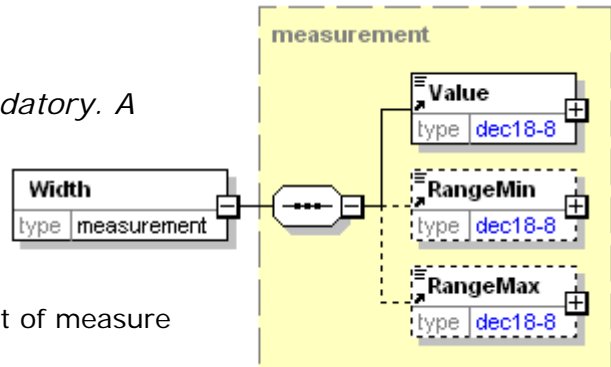 measurement
datory. A
Value
type dec18-8
Width
type measurement
RangeMin
type dec18-8
RangeMax
type dec18-8
t of measure